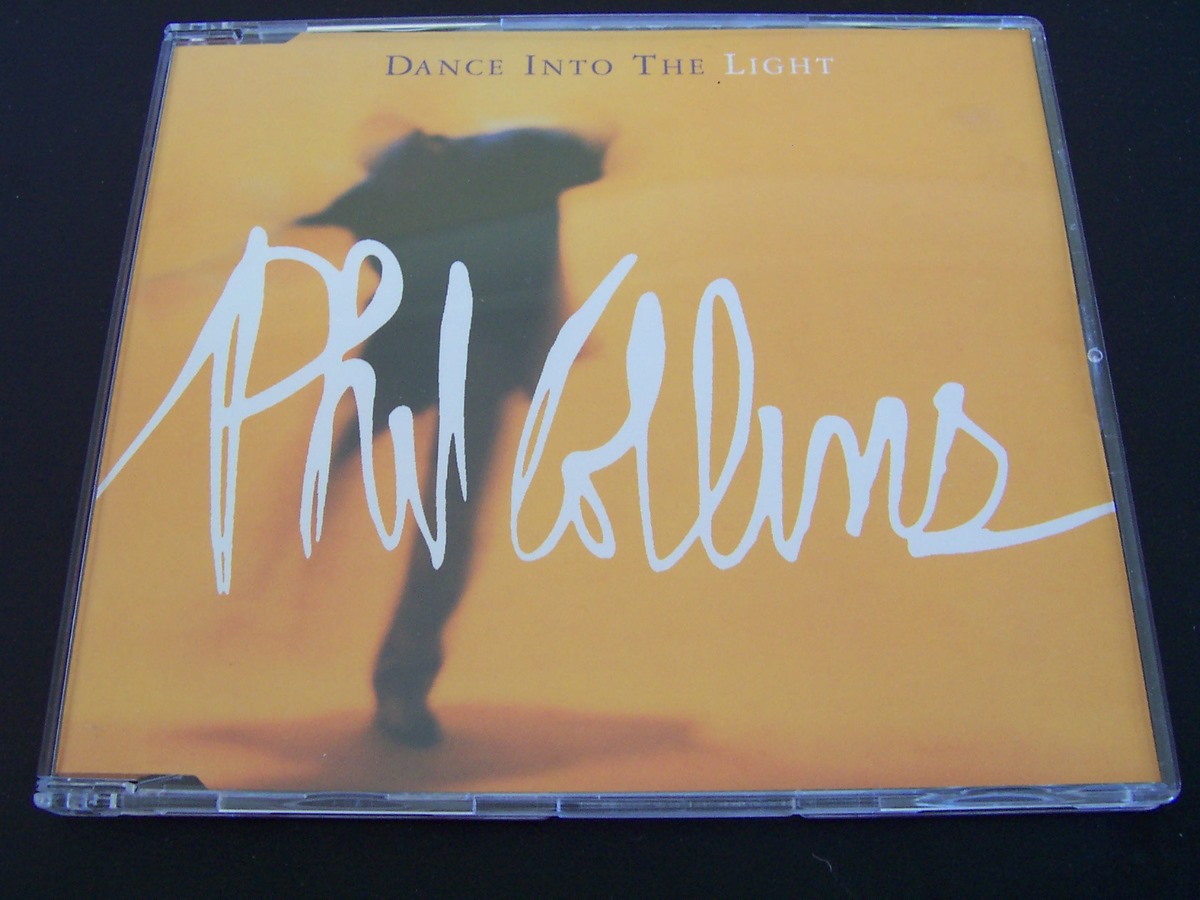 Dance Into The Light
Phil Collins